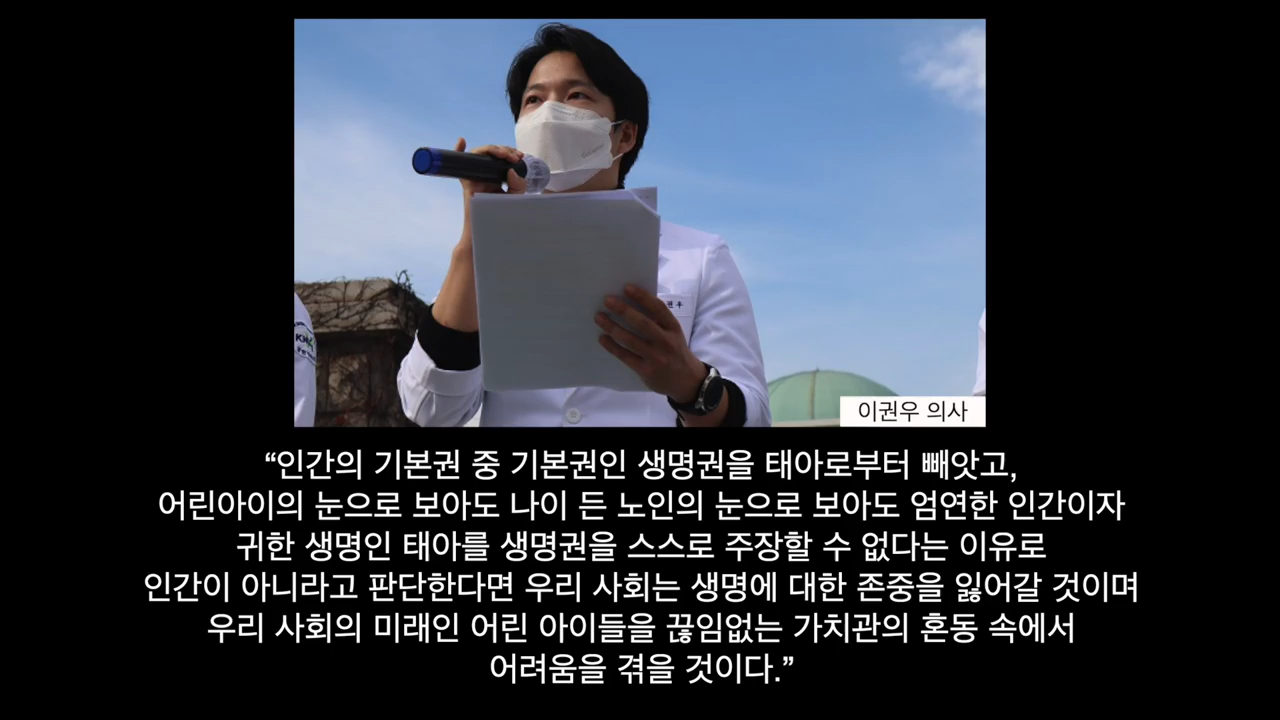 이권우 의사
“인간의 기본권 중 기본권인 생명권을 태아로부터 빼앗고,
어린아이의 눈으로 보아도 나이 든 노인의 눈으로 보아도 엄연한 인간이자
귀한 생명인 태아를 생명권을 스스로 주장할 수 없다는 이유로
인간이 아니라고 판단한다면 우리 사회는 생명에 대한 존중을 잃어갈 것이며
우리 사회의 미래인 어린 아이들을 끊임없는 가치관의 혼동 속에서
어려움을 겪을 것이다.”